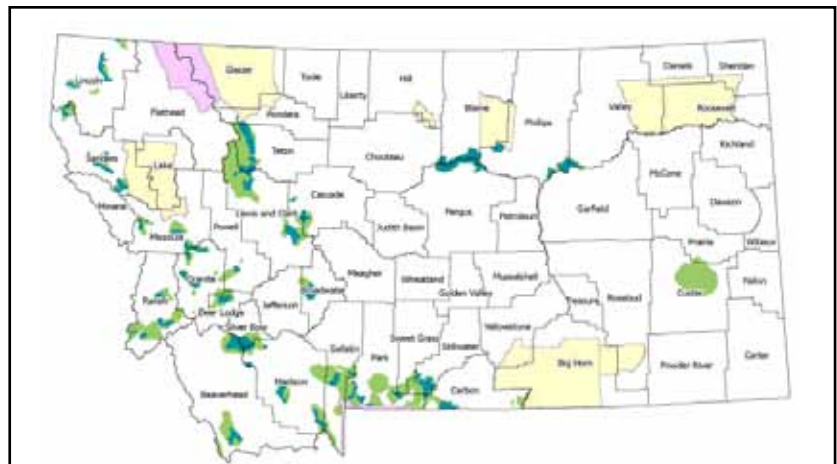 Lincoln
Flathead
Glacier
Toole
Liberty
Hill
Blaine
Phillips
Valley
Daniels
Sheridan
Roosevelt
Pondera
Teton
Chouteau
Richland
McCone
Sanders
Lake
Cascade
Lewis and Clark
Judith Basin
Fergus
Petroleum
Garfield
Dawson
Mineral
Missoula
Powell
Prairie
Wibaux
Granite
Meagher
Wheatland
Golden Valley
Musselshell
Treasure
Rosebud
Custer
Fallon
Ravalli
Deer Lodge
Silver Bow
Jefferson
Broadwater
Gallatin
Park
Sweet Grass
Stillwater
Yellowstone
Big Horn
Powder River
Carter
Beaverhead
Madison
Carbon